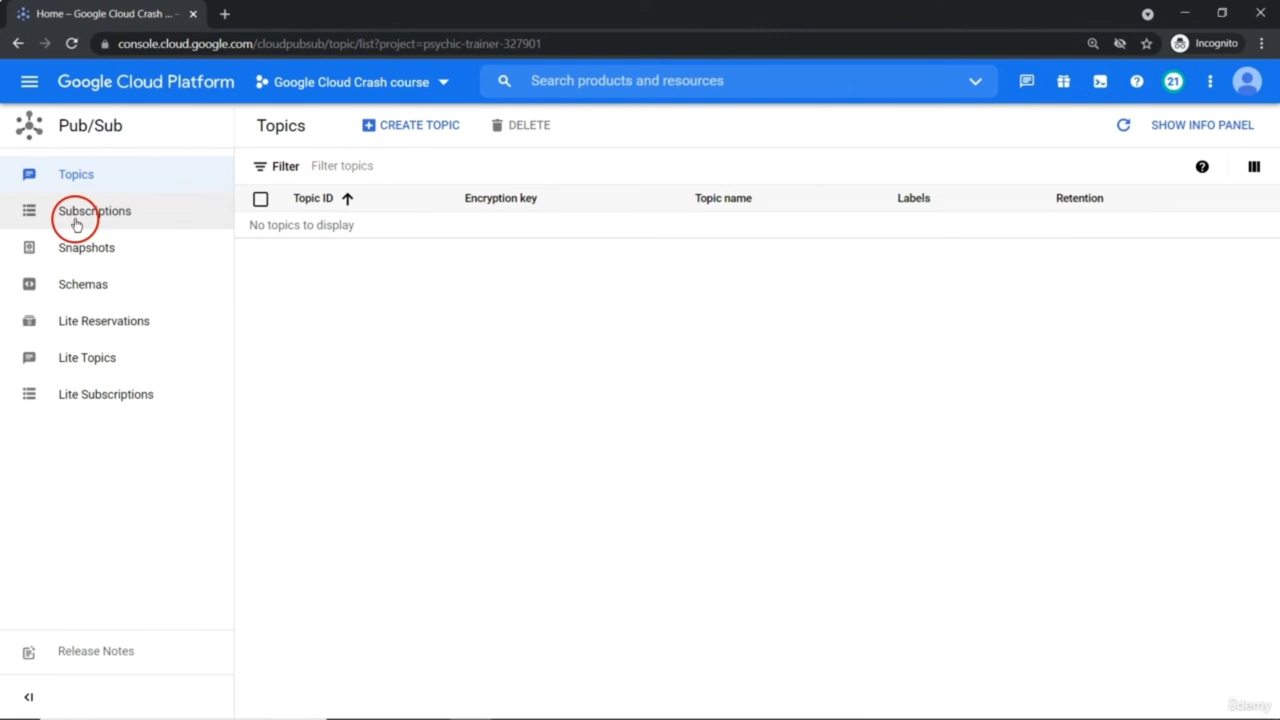 Home – Google Cloud Crash ... –
console.cloud.google.com/cloudpubsub/topic/list?project=psychic-trainer-327901
Incognito
Google Cloud Platform
Google Cloud Crash course
Search products and resources
21
Pub/Sub
Topics
CREATE TOPIC
DELETE
SHOW INFO PANEL
Topics
Subscriptions
Snapshots
Schemas
Lite Reservations
Lite Topics
Lite Subscriptions
Filter Filter topics
Topic ID Encryption key Topic name Labels Retention
No topics to display
Release Notes
ûdemy